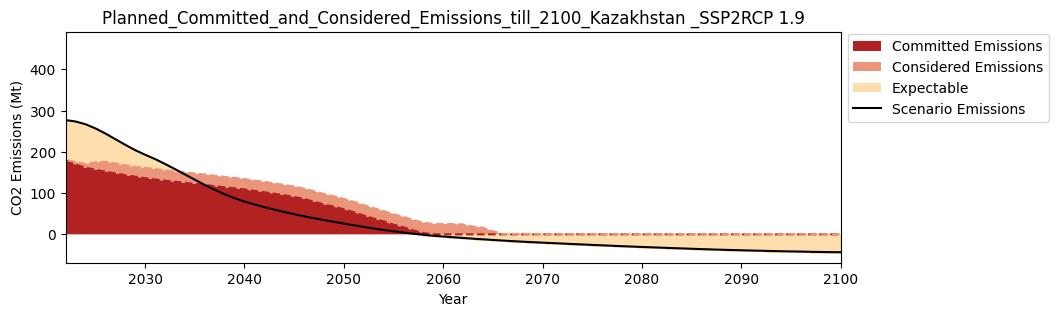 Planned_Committed_and_Considered_Emissions_till_2100_Kazakhstan _SSP2RCP 1.9
Committed Emissions
Considered Emissions
Expectable
Scenario Emissions
CO2 Emissions (Mt)
400
300
200
100
0
2030 2040 2050 2060 2070 2080 2090 2100
Year